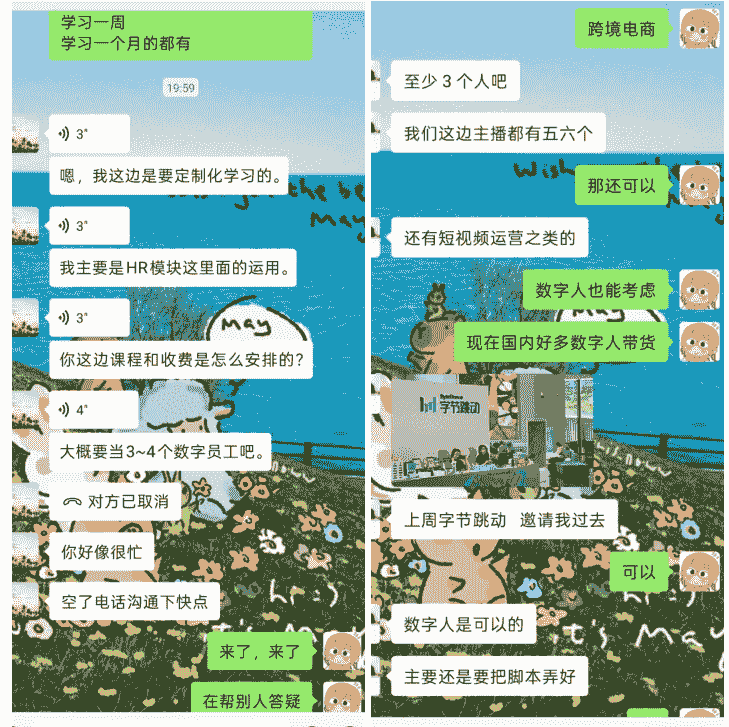 学习一周
学习一个月的都有
19:59
3"
嗯，我这边是要定制化学习的。
3"
我主要是HR模块这里面的运用。
3"
你这边课程和收费是怎么安排的？
4"
大概要当3~4个数字员工吧。
对方已取消
你好像很忙
空了电话沟通下快点
来了，来了
在帮别人答疑
the be
May
May
跨境电商
至少 3 个人吧
我们这边主播都有五六个
Wish
那还可以
还有短视频运营之类的
数字人也能考虑
现在国内好多数字人带货
ByteDance
字节跳动
上周字节跳动 邀请我过去
可以
数字人是可以的
it's May
主要还是要把脚本弄好